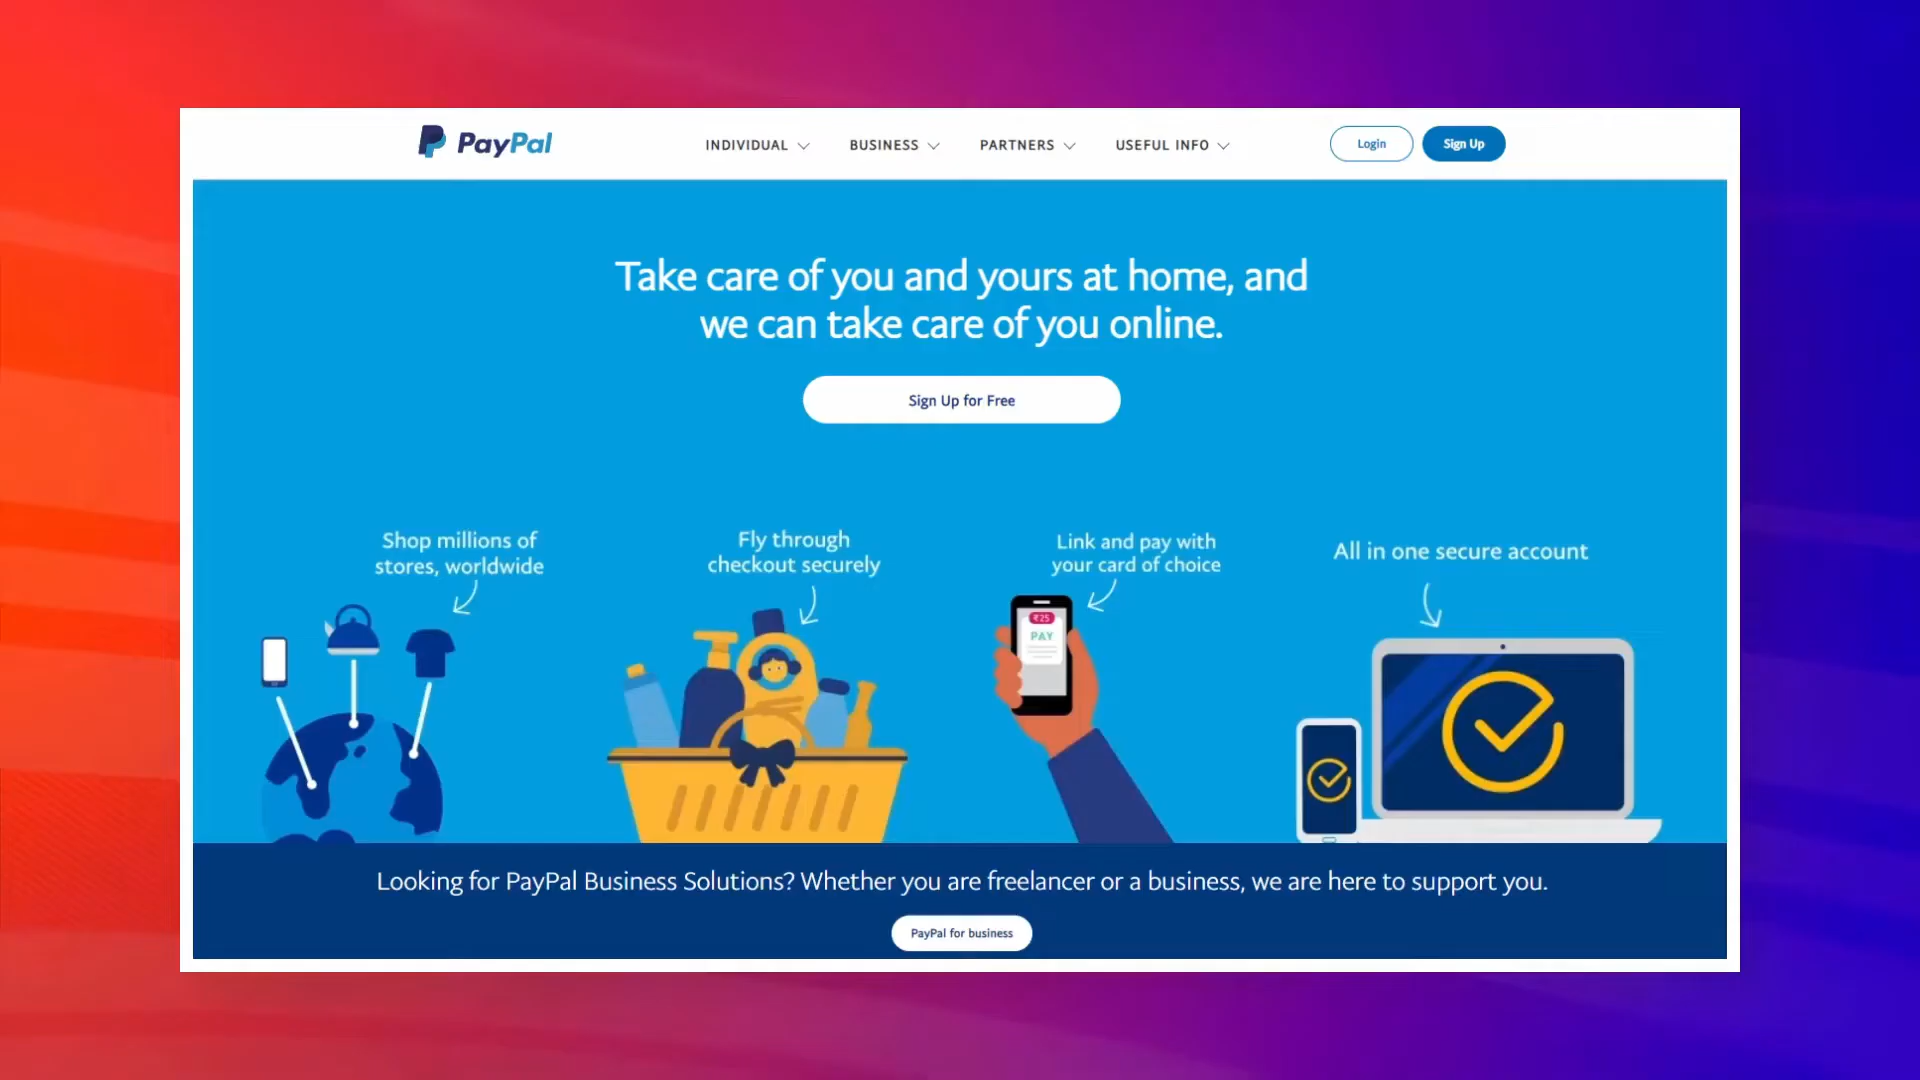 PayPal
INDIVIDUAL
BUSINESS
PARTNERS
USEFUL INFO
Login
Sign Up
Take care of you and yours at home, and
we can take care of you online.
Sign Up for Free
Shop millions of
stores, worldwide
Fly through
checkout securely
Link and pay with
your card of choice
All in one secure account
₹25
PAY
Looking for PayPal Business Solutions? Whether you are freelancer or a business, we are here to support you.
PayPal for business